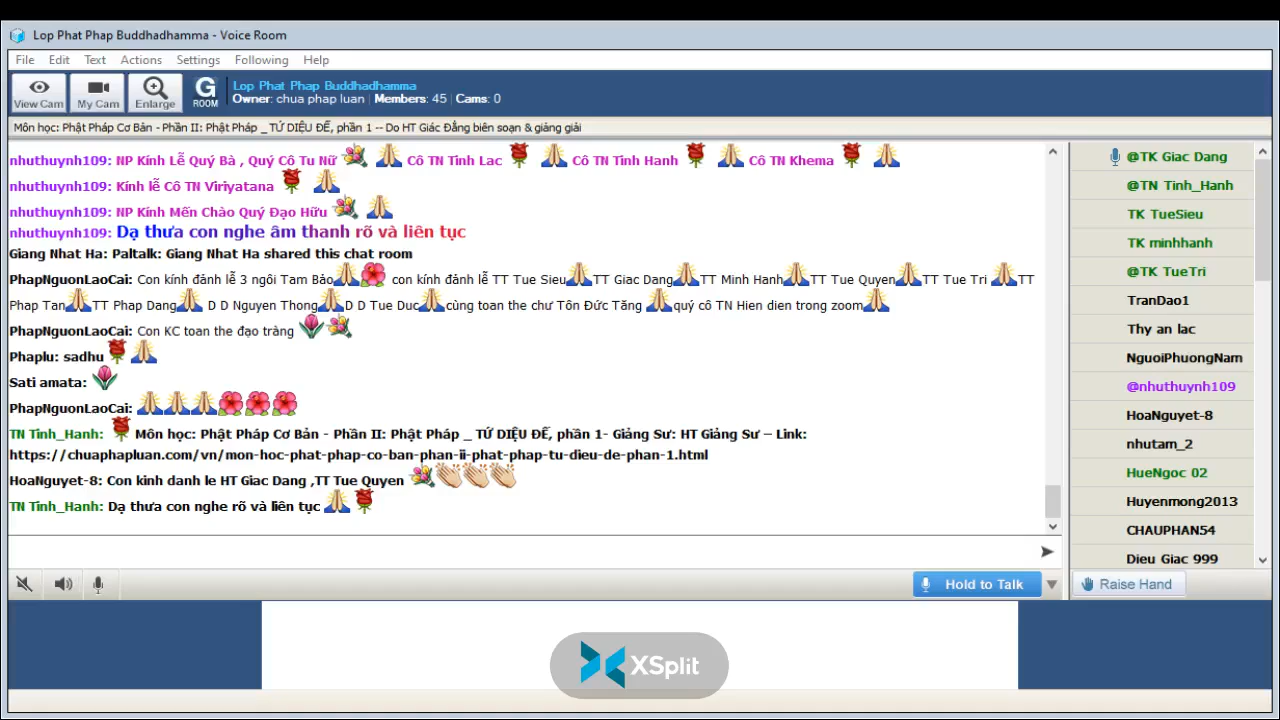 Lop Phat Phap Buddhadhamma - Voice Room
File Edit Text Actions Settings Following Help
View Cam My Cam Enlarge G ROOM
Lop Phat Phap Buddhadhamma
Owner: chua phap luan | Members: 45 | Cams: 0
Môn học: Phật Pháp Cơ Bản - Phần II: Phật Pháp _ TỨ DIỆU ĐẾ, phần 1 -- Do HT Giác Đẳng biên soạn & giảng giải
nhuthuynh109: NP Kính Lễ Quý Bà , Quý Cô Tu Nữ Cô TN Tinh Lac Cô TN Tinh Hanh Cô TN Khema
nhuthuynh109: Kính lễ Cô TN Viriyatana
nhuthuynh109: NP Kính Mến Chào Quý Đạo Hữu
nhuthuynh109: Dạ thưa con nghe âm thanh rõ và liên tục
Giang Nhat Ha: Paltalk: Giang Nhat Ha shared this chat room
PhapNguonLaoCai: Con kính đảnh lễ 3 ngôi Tam Bảo con kính đảnh lễ TT Tue Sieu TT Giac Dang TT Minh Hanh TT Tue Quyen TT Tue Tri TT
Phap Tan TT Phap Dang D D Nguyen Thong D D Tue Duc cùng toan the chư Tôn Đức Tăng quý cô TN Hien dien trong zoom
PhapNguonLaoCai: Con KC toan the đạo tràng
Phaplu: sadhu
Sati amata:
PhapNguonLaoCai:
TN Tinh_Hanh: Môn học: Phật Pháp Cơ Bản - Phần II: Phật Pháp _ TỨ DIỆU ĐẾ, phần 1- Giảng Sư: HT Giảng Sư – Link:
https://chuaphapluan.com/vn/mon-hoc-phat-phap-co-ban-phan-ii-phat-phap-tu-dieu-de-phan-1.html
HoaNguyet-8: Con kinh danh le HT Giac Dang ,TT Tue Quyen
TN Tinh_Hanh: Dạ thưa con nghe rõ và liên tục
@TK Giac Dang
@TN Tinh_Hanh
TK TueSieu
TK minhhanh
@TK TueTri
TranDao1
Thy an lac
NguoiPhuongNam
@nhuthuynh109
HoaNguyet-8
nhutam_2
HueNgoc 02
Huyenmong2013
CHAUPHAN54
Dieu Giac 999
Hold to Talk
Raise Hand
XSplit